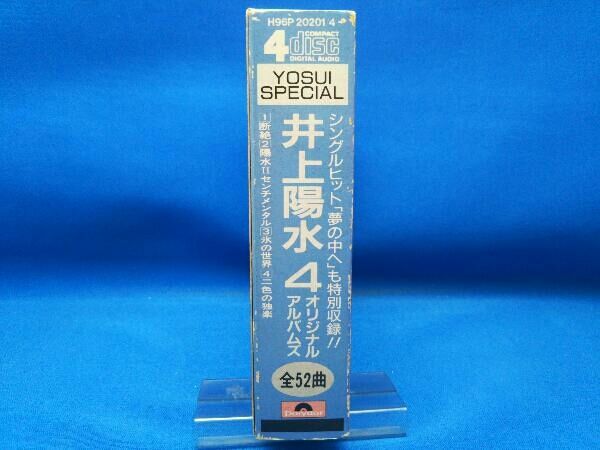 H96P 20201 4
4 COMPACT disc DIGITAL AUDIO
YOSUI
SPECIAL
シングルヒット「夢の中へ」も特別収録!!
井上陽水 4 オリジナル
アルバムズ
1断絶2陽水IIセンチメンタル3氷の世界4二色の独楽
全52曲
Polydor